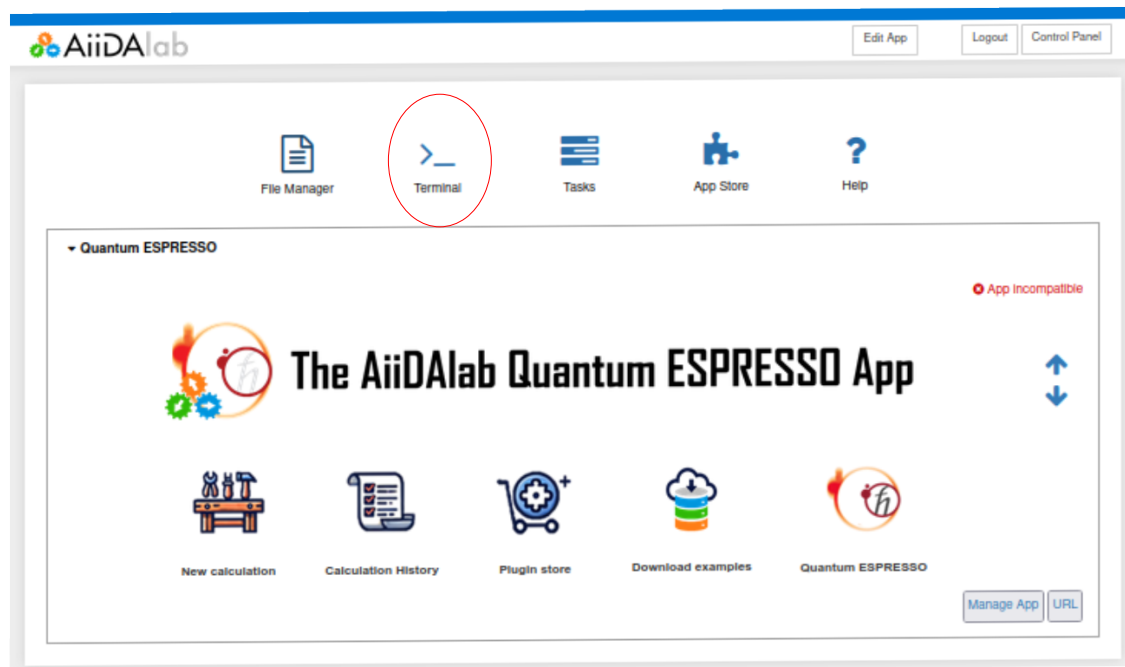 AiiDAlab
Edit App
Logout
Control Panel
File Manager
Terminal
Tasks
App Store
Help
Quantum ESPRESSO
App incompatible
The AiiDAlab Quantum ESPRESSO App
New calculation
Calculation History
Plugin store
Download examples
Quantum ESPRESSO
Manage App
URL